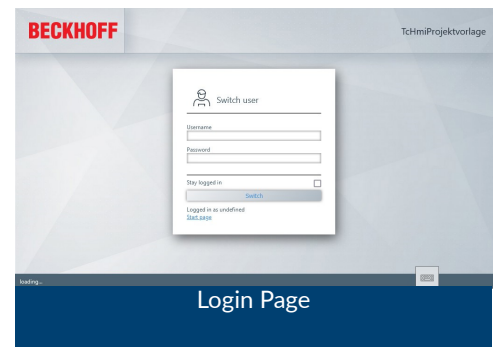 BECKHOFF
TcHmiProjektvorlage
Switch user
Username
Password
Stay logged in
Switch
Logged in as undefined
Start page
loading...
Login Page